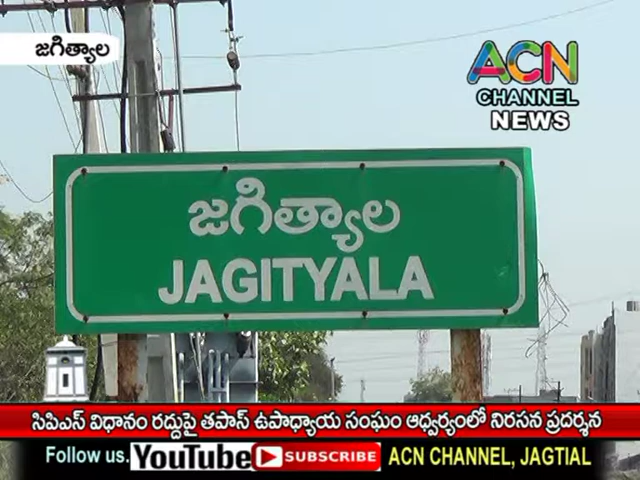 జగిత్యాల
ACN
CHANNEL
NEWS
జగిత్యాల
JAGITYALA
సిపిఎస్ విధానం రద్దుపై తపాస్ ఉపాధ్యాయ సంఘం ఆధ్వర్యంలో నిరసన ప్రదర్శన
Follow us. YouTube SUBSCRIBE ACN CHANNEL, JAGTIAL